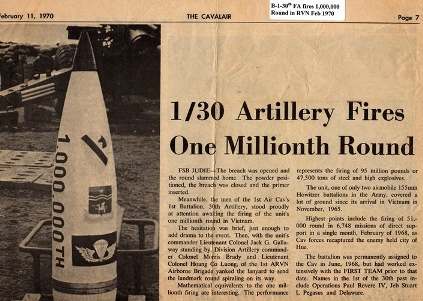 B-1-30th FA fires 1,000,000
Round in RVN Feb 1970
February 11, 1970 THE CAVALAIR Page 7
1,000,000TH
1/30 Artillery Fires
One Millionth Round
FSB JUDIE—The breach was opened and
the round slammed home. The powder posi-
tioned, the breach was closed and the primer
inserted.
Meanwhile, the men of the 1st Air Cav's
1st Battalion, 30th Artillery, stood proudly
at attention awaiting the firing of the unit's
one millionth round in Vietnam.
The hesitation was brief, just enough to
add drama to the event. Then, with the unit's
commander Lieutenant Colonel Jack G. Calla-
way standing by, Division Artillery command-
er Colonel Morris Brady and Lieutenant
Colonel Huang Gia Luong of the 1st ARVN
Airborne Brigade yanked the lanyard to send
the landmark round spiraling on its way.
Mathematical equivalents to the one mil-
lionth firing are interesting. The performance
represents the firing of 95 million pounds or
47,500 tons of steel and high explosives.
The unit, one of only two airmobile 155mm
Howitzer battalions in the Army, covered a
lot of ground since its arrival in Vietnam in
November, 1965.
Highest points include the firing of 51,-
000 round in 6,748 missions of direct sup-
port in a single month, February of 1968, as
Cav forces recaptured the enemy held city of
Hue.
The battalion was permanently assigned to
the Cav in June, 1968, but had worked ex-
tensively with the FIRST TEAM prior to that
date. Names in the 1st of the 30th past in-
clude Operations Paul Revere IV, Jeb Stuart
I, Pegasus and Delaware.